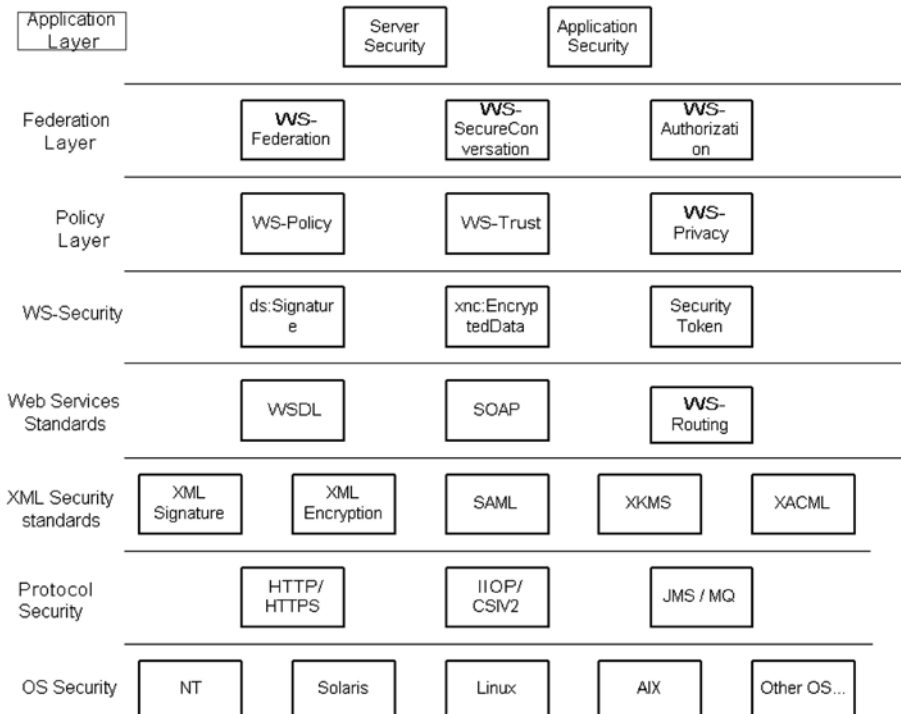 Application
Layer
Server
Security
Application
Security
Federation
Layer
WS-
Federation
WS-
SecureCon
versation
WS-
Authorizati
on
Policy
Layer
WS-Policy
WS-Trust
WS-
Privacy
WS-Security
ds:Signatur
e
xnc:Encryp
tedData
Security
Token
Web Services
Standards
WSDL
SOAP
WS-
Routing
XML Security
standards
XML
Signature
XML
Encryption
SAML
XKMS
XACML
Protocol
Security
HTTP/
HTTPS
IIOP/
CSIV2
JMS / MQ
OS Security
NT
Solaris
Linux
AIX
Other OS...